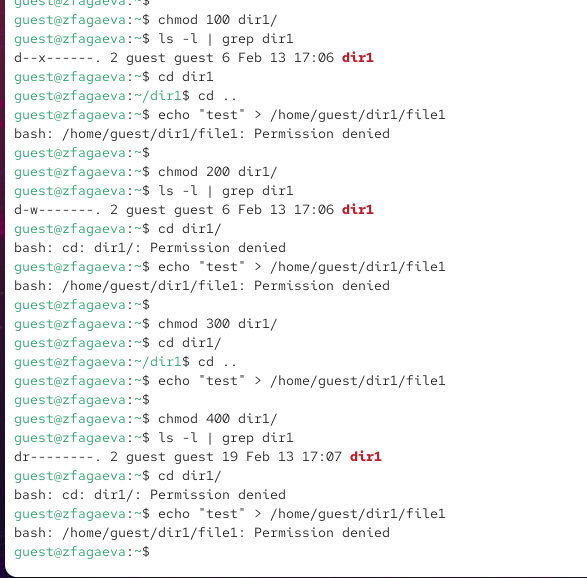 guest@zfagaeva:~$
guest@zfagaeva:~$ chmod 100 dir1/
guest@zfagaeva:~$ ls -l | grep dir1
d--x------. 2 guest guest 6 Feb 13 17:06 dir1
guest@zfagaeva:~$ cd dir1
guest@zfagaeva:~/dir1$ cd ..
guest@zfagaeva:~$ echo "test" > /home/guest/dir1/file1
bash: /home/guest/dir1/file1: Permission denied
guest@zfagaeva:~$
guest@zfagaeva:~$ chmod 200 dir1/
guest@zfagaeva:~$ ls -l | grep dir1
d-w-------. 2 guest guest 6 Feb 13 17:06 dir1
guest@zfagaeva:~$ cd dir1/
bash: cd: dir1/: Permission denied
guest@zfagaeva:~$ echo "test" > /home/guest/dir1/file1
bash: /home/guest/dir1/file1: Permission denied
guest@zfagaeva:~$
guest@zfagaeva:~$ chmod 300 dir1/
guest@zfagaeva:~$ cd dir1/
guest@zfagaeva:~/dir1$ cd ..
guest@zfagaeva:~$ echo "test" > /home/guest/dir1/file1
guest@zfagaeva:~$
guest@zfagaeva:~$ chmod 400 dir1/
guest@zfagaeva:~$ ls -l | grep dir1
dr--------. 2 guest guest 19 Feb 13 17:07 dir1
guest@zfagaeva:~$ cd dir1/
bash: cd: dir1/: Permission denied
guest@zfagaeva:~$ echo "test" > /home/guest/dir1/file1
bash: /home/guest/dir1/file1: Permission denied
guest@zfagaeva:~$